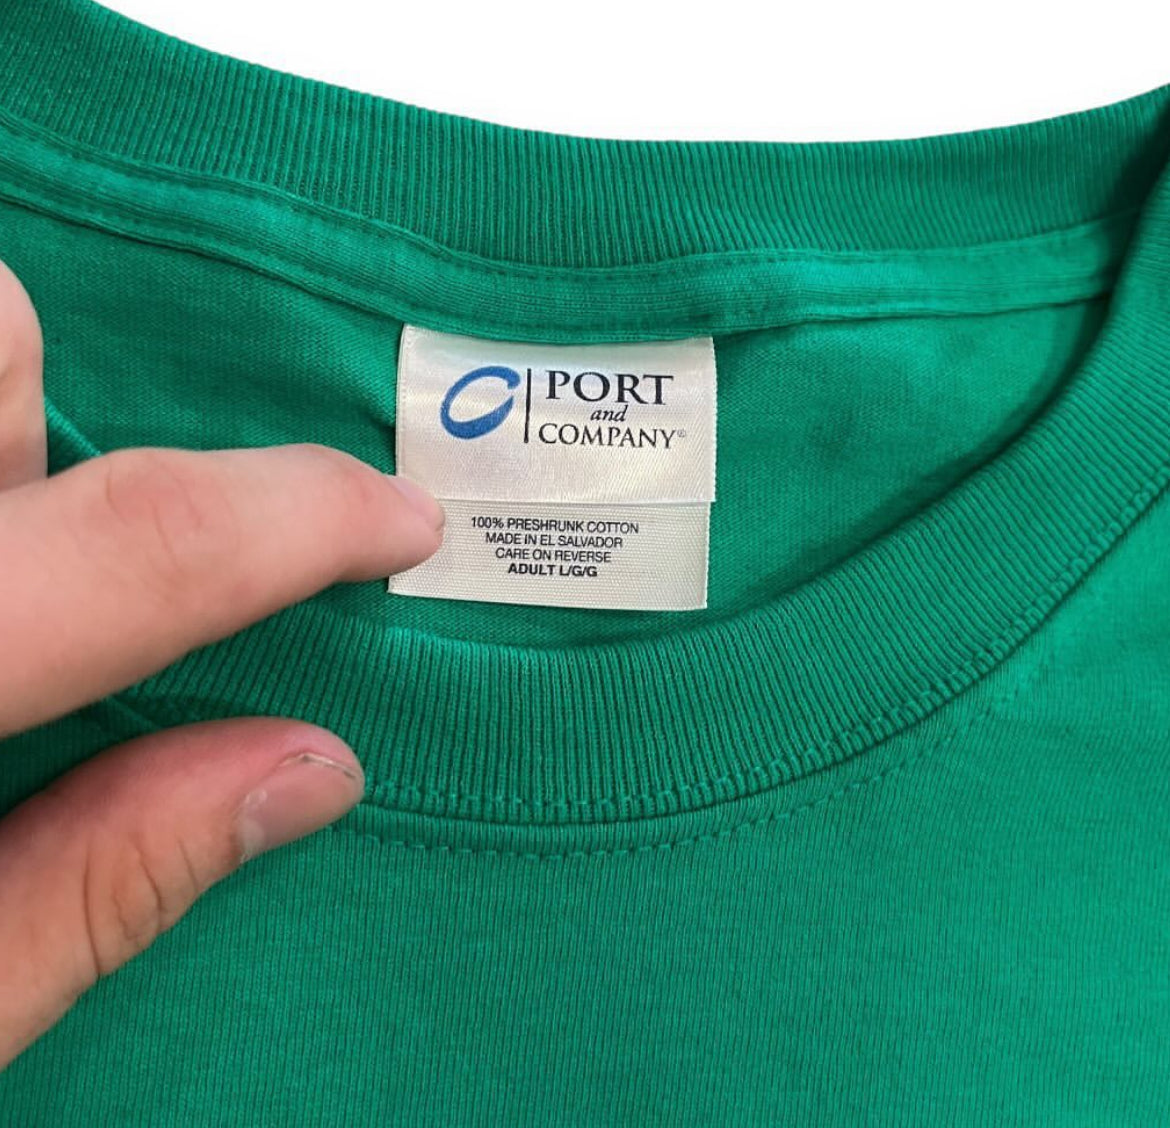 PORT
and
COMPANY®
100% PRESHRUNK COTTON
MADE IN EL SALVADOR
CARE ON REVERSE
ADULT L/G/G